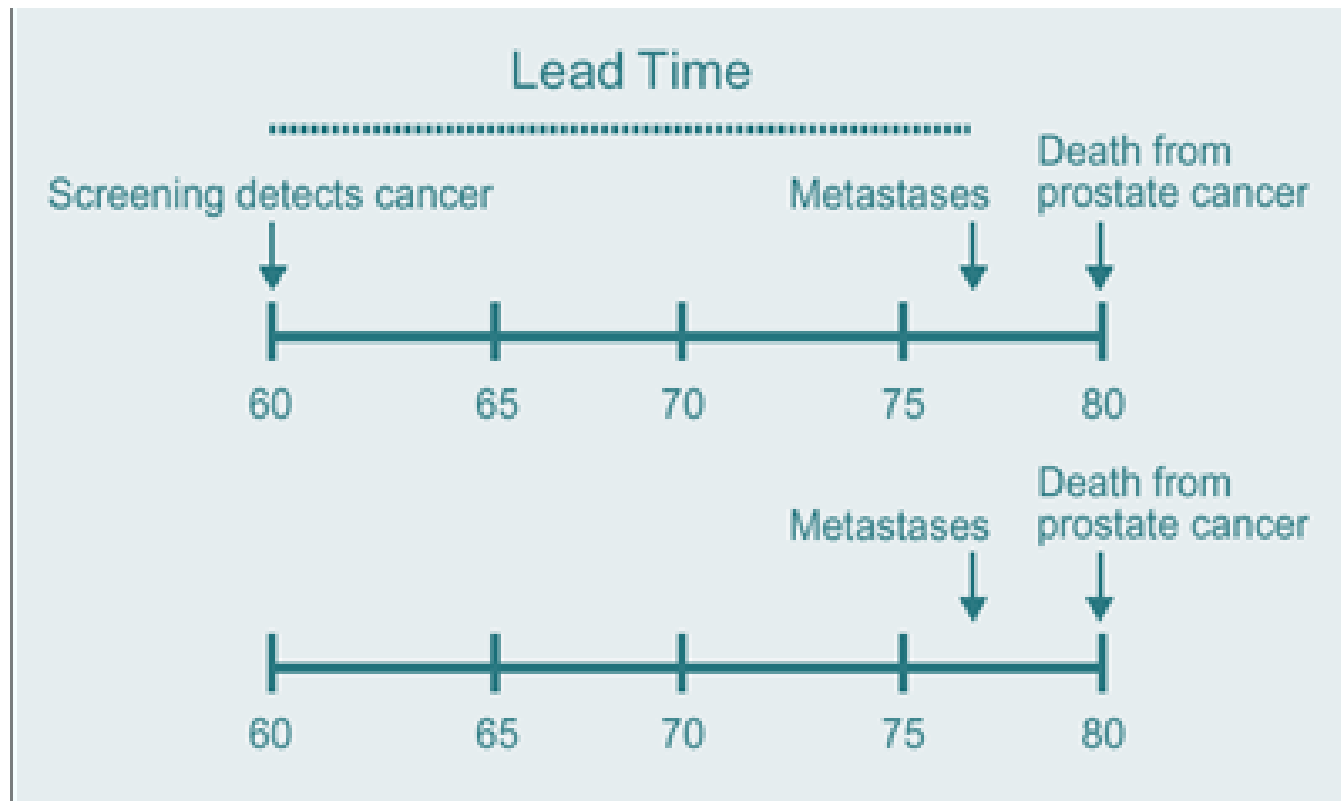 Lead Time
Screening detects cancer
Metastases
Death from
prostate cancer
60 65 70 75 80
Metastases
Death from
prostate cancer
60 65 70 75 80